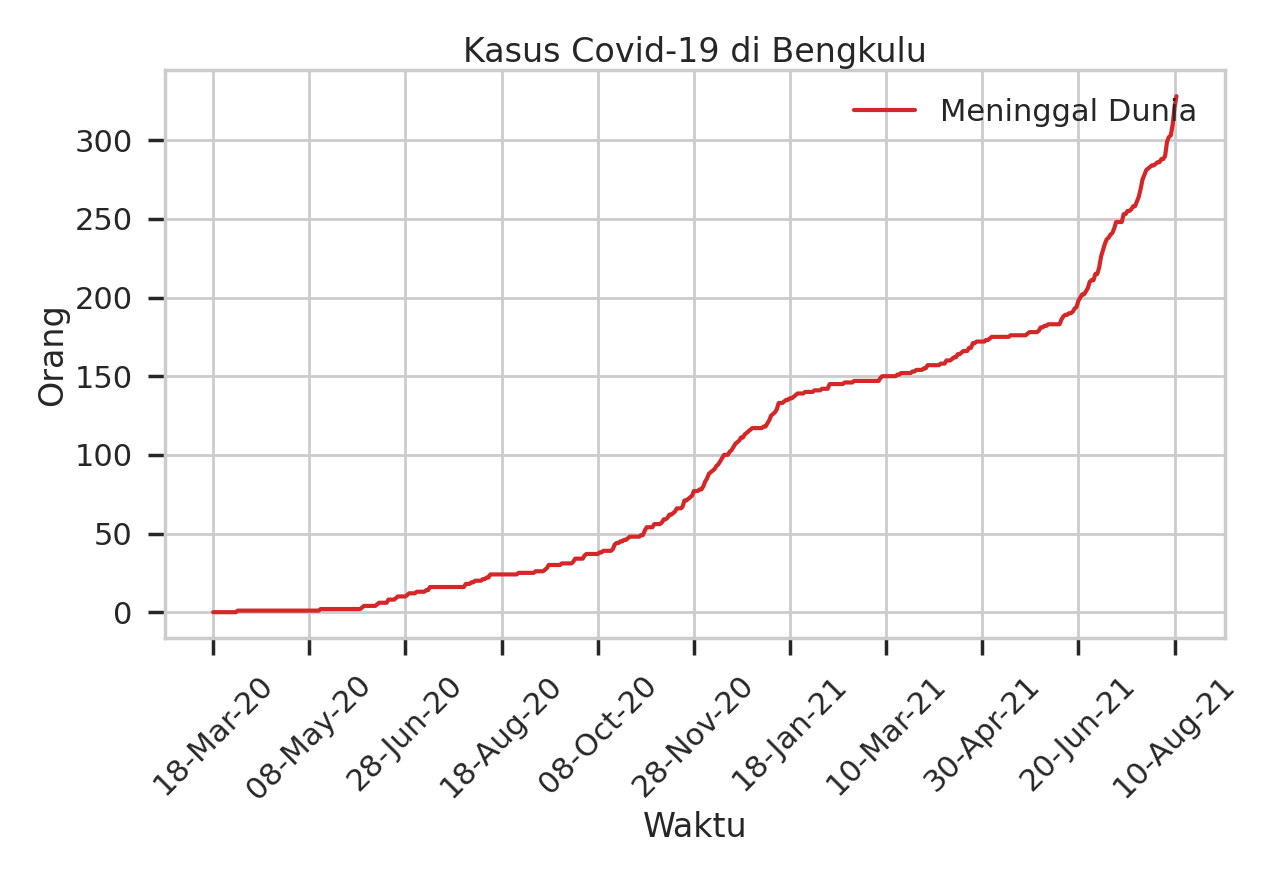 Kasus Covid-19 di Bengkulu
Meninggal Dunia
Orang
300
250
200
150
100
50
0
18-Mar-20
08-May-20
28-Jun-20
18-Aug-20
08-Oct-20
28-Nov-20
18-Jan-21
10-Mar-21
30-Apr-21
20-Jun-21
10-Aug-21
Waktu